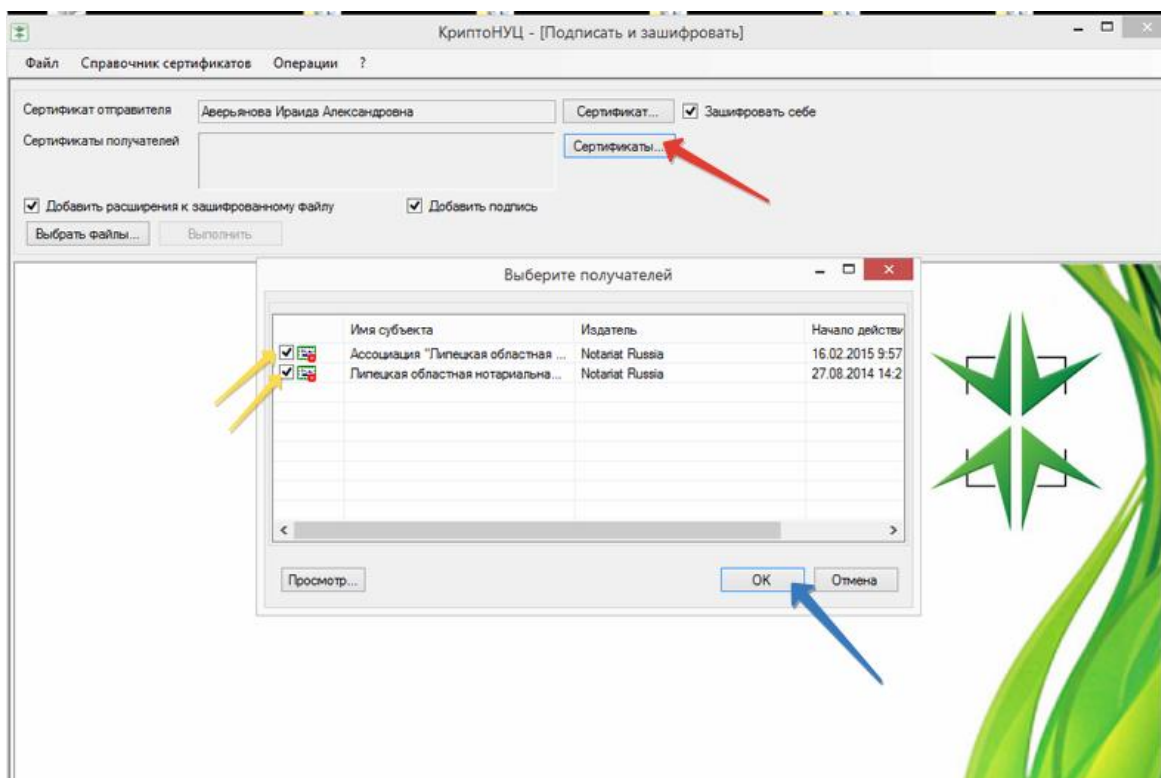 КриптоНУЦ - [Подписать и зашифровать]
Файл Справочник сертификатов Операции ?
Сертификат отправителя Аверьянова Ираида Александровна Сертификат... Зашифровать себе
Сертификаты получателей Сертификаты...
Добавить расширения к зашифрованному файлу Добавить подпись
Выбрать файлы... Выполнить
Выберите получателей
Имя субъекта Издатель Начало действи
Ассоциация "Липецкая областная ... Notariat Russia 16.02.2015 9:57
Липецкая областная нотариальна... Notariat Russia 27.08.2014 14:2
Просмотр... OK Отмена